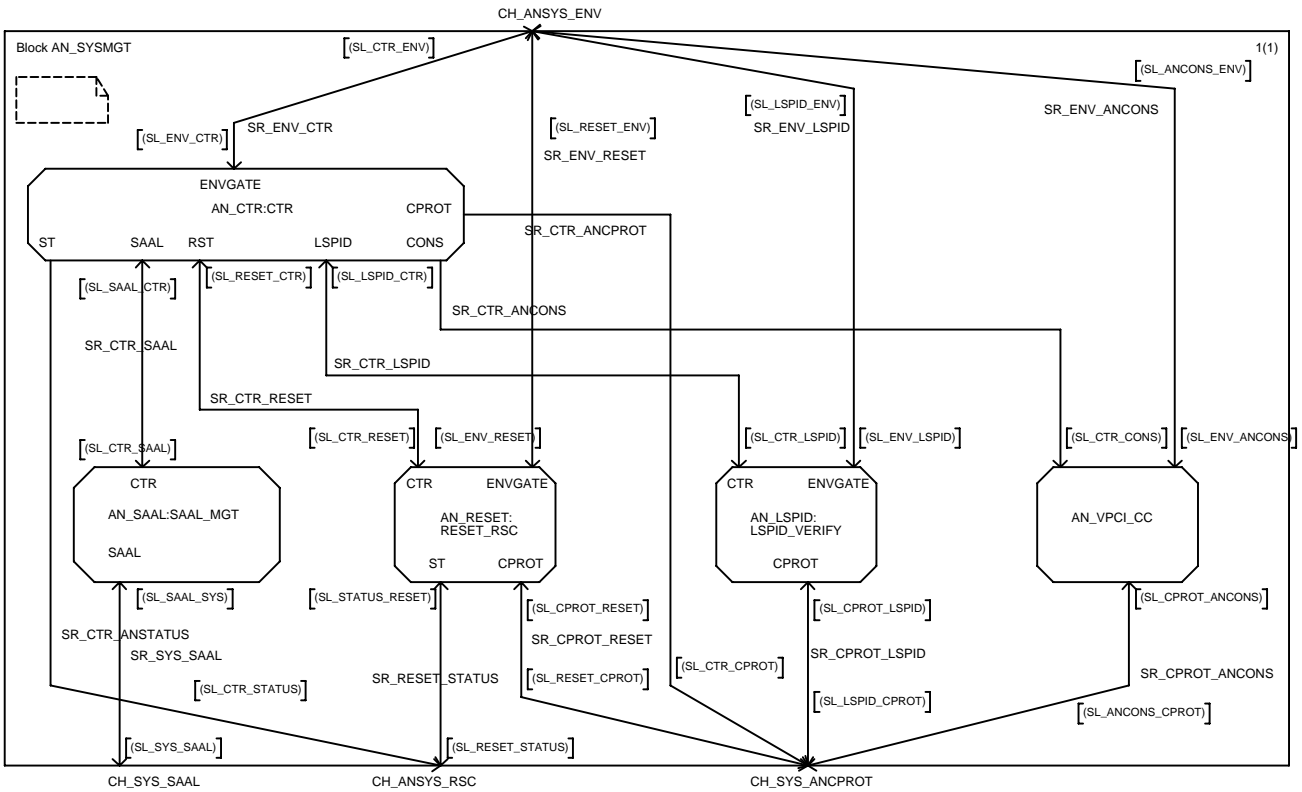 CH_ANSYS_ENV
Block AN_SYSMGT
(SL_CTR_ENV)
1(1)
(SL_ANCONS_ENV)
(SL_LSPID_ENV)
SR_ENV_ANCONS
SR_ENV_CTR
(SL_RESET_ENV)
SR_ENV_LSPID
(SL_ENV_CTR)
SR_ENV_RESET
ENVGATE
AN_CTR:CTR
CPROT
SR_CTR_ANCPROT
ST
SAAL
RST
LSPID
CONS
(SL_SAAL_CTR)
(SL_RESET_CTR)
(SL_LSPID_CTR)
SR_CTR_ANCONS
SR_CTR_SAAL
SR_CTR_LSPID
SR_CTR_RESET
(SL_CTR_SAAL)
(SL_CTR_RESET)
(SL_ENV_RESET)
(SL_CTR_LSPID)
(SL_ENV_LSPID)
(SL_CTR_CONS)
(SL_ENV_ANCONS)
CTR
AN_SAAL:SAAL_MGT
SAAL
CTR
ENVGATE
AN_RESET:
RESET_RSC
ST
CPROT
CTR
ENVGATE
AN_LSPID:
LSPID_VERIFY
CPROT
AN_VPCI_CC
(SL_SAAL_SYS)
(SL_STATUS_RESET)
(SL_CPROT_RESET)
(SL_CPROT_LSPID)
(SL_CPROT_ANCONS)
SR_CTR_ANSTATUS
SR_SYS_SAAL
SR_CPROT_RESET
SR_CPROT_LSPID
(SL_CTR_CPROT)
SR_CPROT_ANCONS
SR_RESET_STATUS
(SL_RESET_CPROT)
(SL_CTR_STATUS)
(SL_LSPID_CPROT)
(SL_ANCONS_CPROT)
(SL_SYS_SAAL)
(SL_RESET_STATUS)
CH_SYS_SAAL
CH_ANSYS_RSC
CH_SYS_ANCPROT